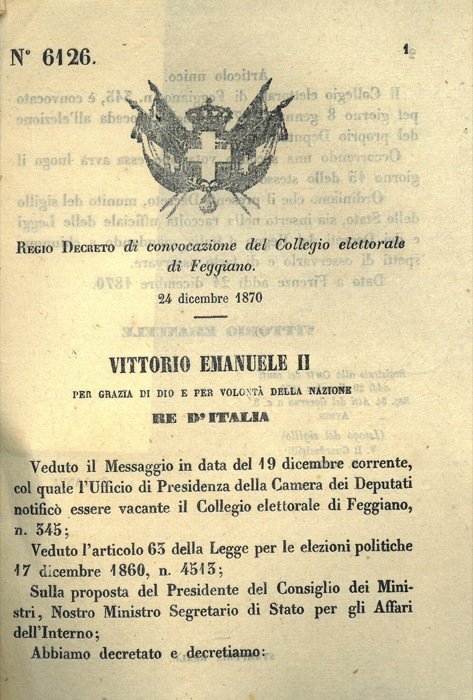 N° 6126.
1
REGIO DECRETO di convocazione del Collegio elettorale
di Feggiano.
24 dicembre 1870
VITTORIO EMANUELE II
PER GRAZIA DI DIO E PER VOLONTÀ DELLA NAZIONE
RE D'ITALIA
Veduto il Messaggio in data del 19 dicembre corrente,
col quale l'Ufficio di Presidenza della Camera dei Deputati
notificò essere vacante il Collegio elettorale di Feggiano,
n. 345;
Veduto l'articolo 63 della Legge per le elezioni politiche
17 dicembre 1860, n. 4513;
Sulla proposta del Presidente del Consiglio dei Mini-
stri, Nostro Ministro Segretario di Stato per gli Affari
dell'Interno;
Abbiamo decretato e decretiamo: